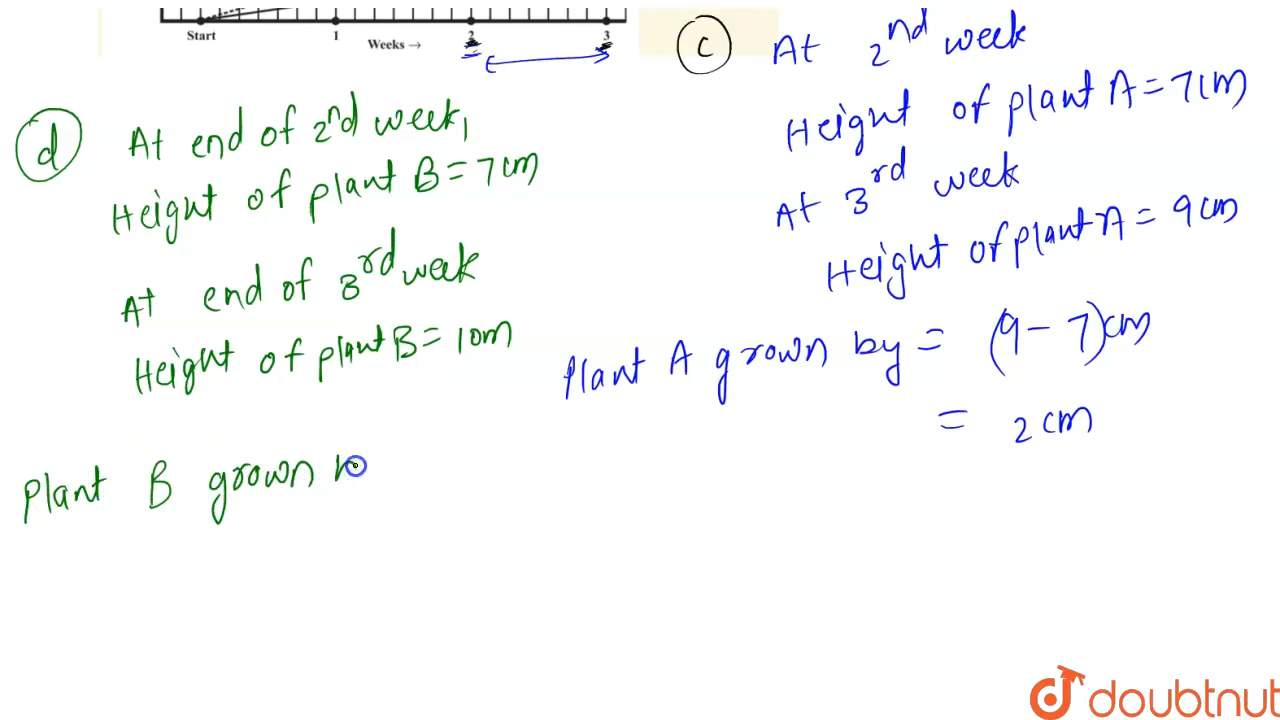 Start 1 Weeks → 2 3
c At 2nd week
Height of plant A = 7cm
At 3rd week
Height of plant A = 9cm
Plant A grown by = (9 - 7)cm
= 2cm
d At end of 2nd week,
Height of plant B = 7cm
At end of 3rd week
Height of plant B = 10m
Plant B grown
doubtnut